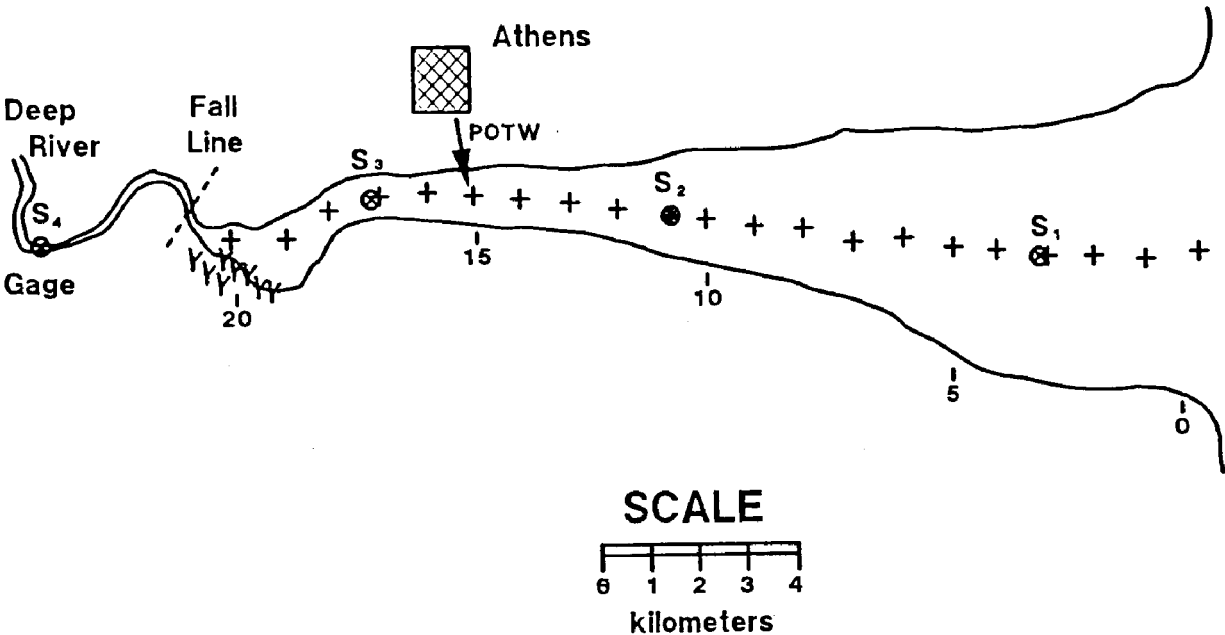 Athens
Deep
River
Fall
Line
POTW
S₄
S₃
S₂
S₁
Gage
20
15
10
5
0
SCALE
0 1 2 3 4
kilometers